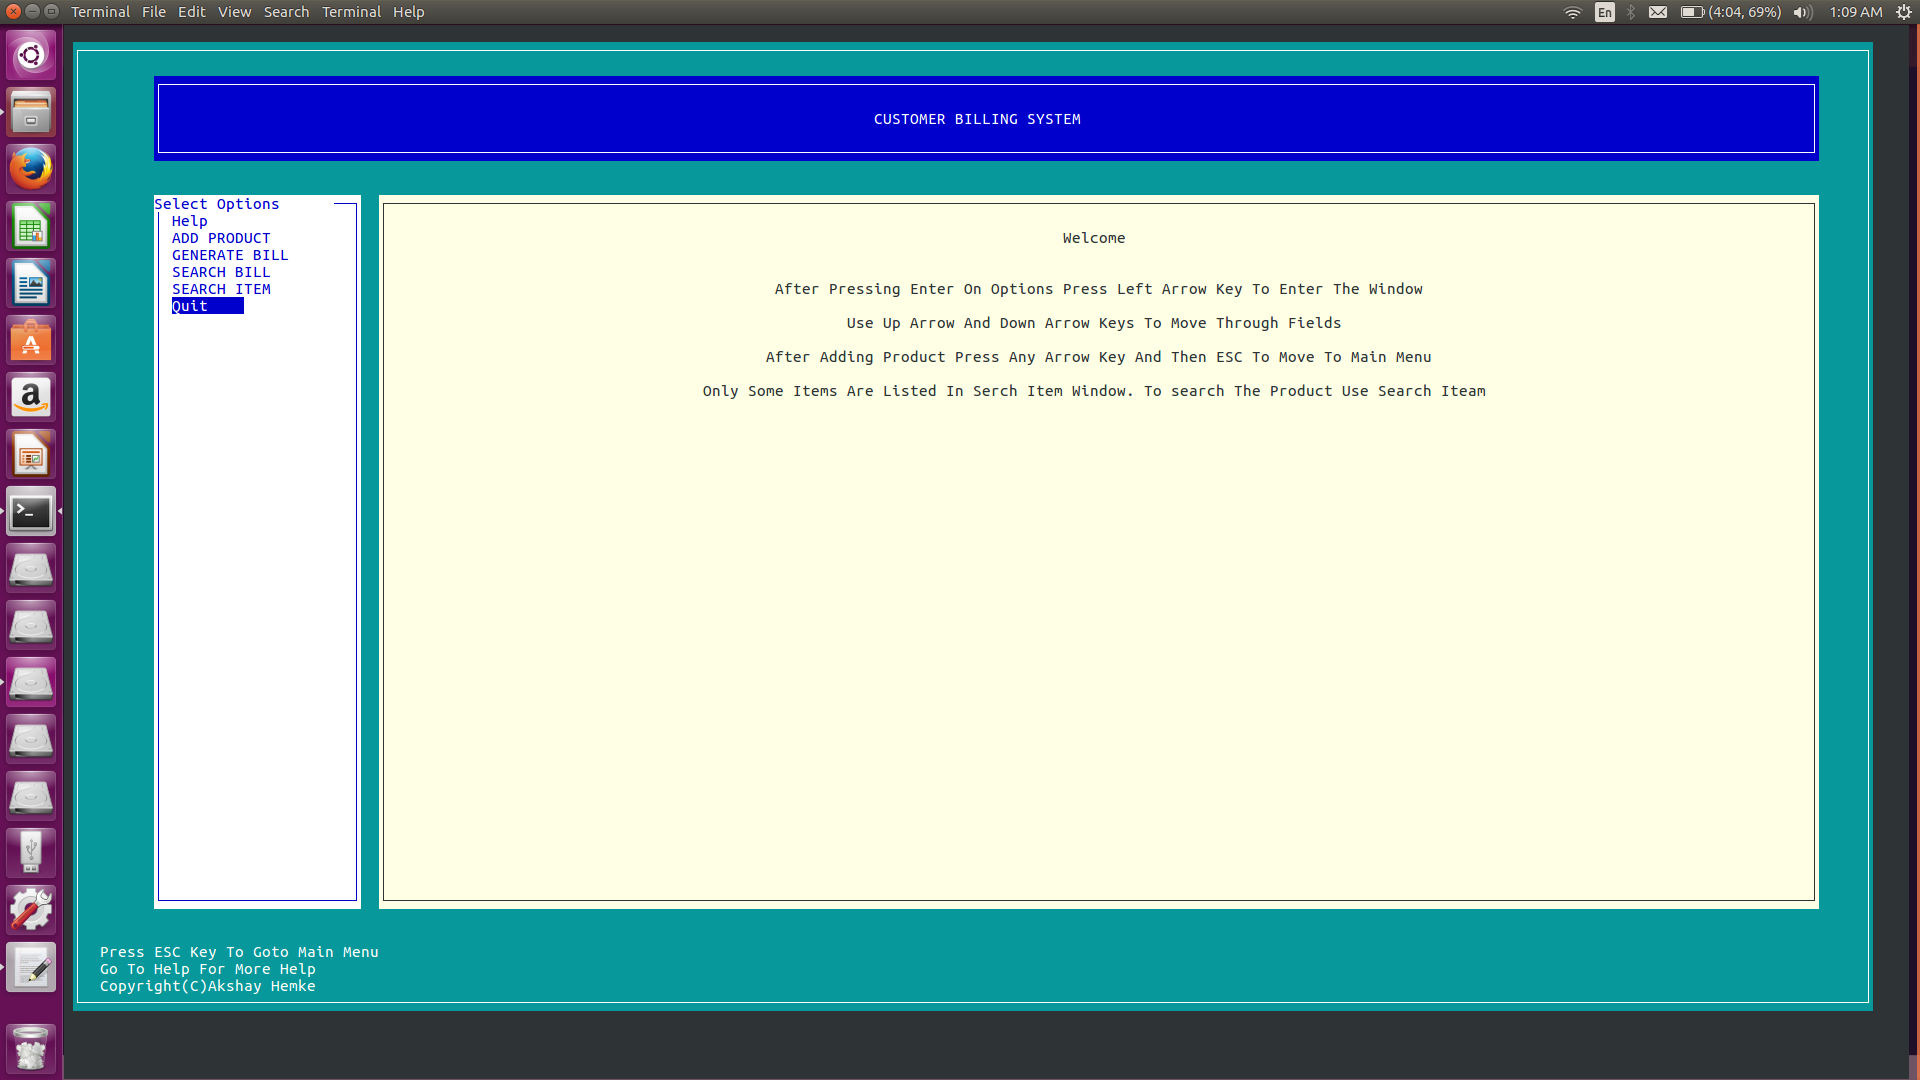 Terminal File Edit View Search Terminal Help
En (4:04, 69%) 1:09 AM
CUSTOMER BILLING SYSTEM
Select Options
Help
ADD PRODUCT
GENERATE BILL
SEARCH BILL
SEARCH ITEM
Quit
Welcome
After Pressing Enter On Options Press Left Arrow Key To Enter The Window
Use Up Arrow And Down Arrow Keys To Move Through Fields
After Adding Product Press Any Arrow Key And Then ESC To Move To Main Menu
Only Some Items Are Listed In Serch Item Window. To search The Product Use Search Iteam
Press ESC Key To Goto Main Menu
Go To Help For More Help
Copyright(C)Akshay Hemke